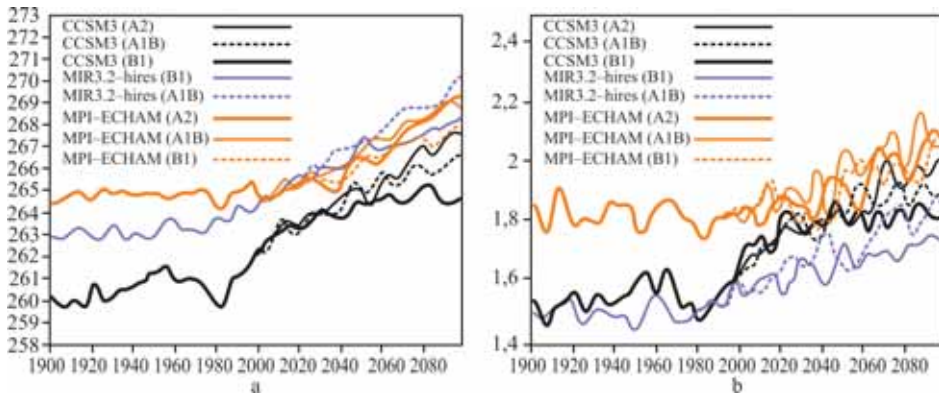 273
272
271
270
269
268
267
266
265
264
263
262
261
260
259
258
CCSM3 (A2)
CCSM3 (A1B)
CCSM3 (B1)
MIR3.2–hires (B1)
MIR3.2–hires (A1B)
MPI–ECHAM (A2)
MPI–ECHAM (A1B)
MPI–ECHAM (B1)
1900 1920 1940 1960 1980 2000 2020 2040 2060 2080
a
2,4
2,2
2
1,8
1,6
1,4
CCSM3 (A2)
CCSM3 (A1B)
CCSM3 (B1)
MIR3.2–hires (B1)
MIR3.2–hires (A1B)
MPI–ECHAM (A2)
MPI–ECHAM (A1B)
MPI–ECHAM (B1)
1900 1920 1940 1960 1980 2000 2020 2040 2060 2080
b